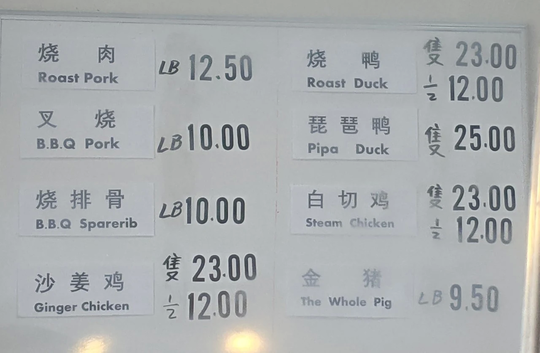 烧 肉
Roast Pork
LB 12.50
叉 烧
B.B.Q Pork
LB 10.00
烧 排 骨
B.B.Q Sparerib
LB 10.00
沙 姜 鸡
Ginger Chicken
隻 23.00
½ 12.00
烧 鸭
Roast Duck
隻 23.00
½ 12.00
琵 琶 鸭
Pipa Duck
隻 25.00
白 切 鸡
Steam Chicken
隻 23.00
½ 12.00
金 猪
The Whole Pig
LB 9.50